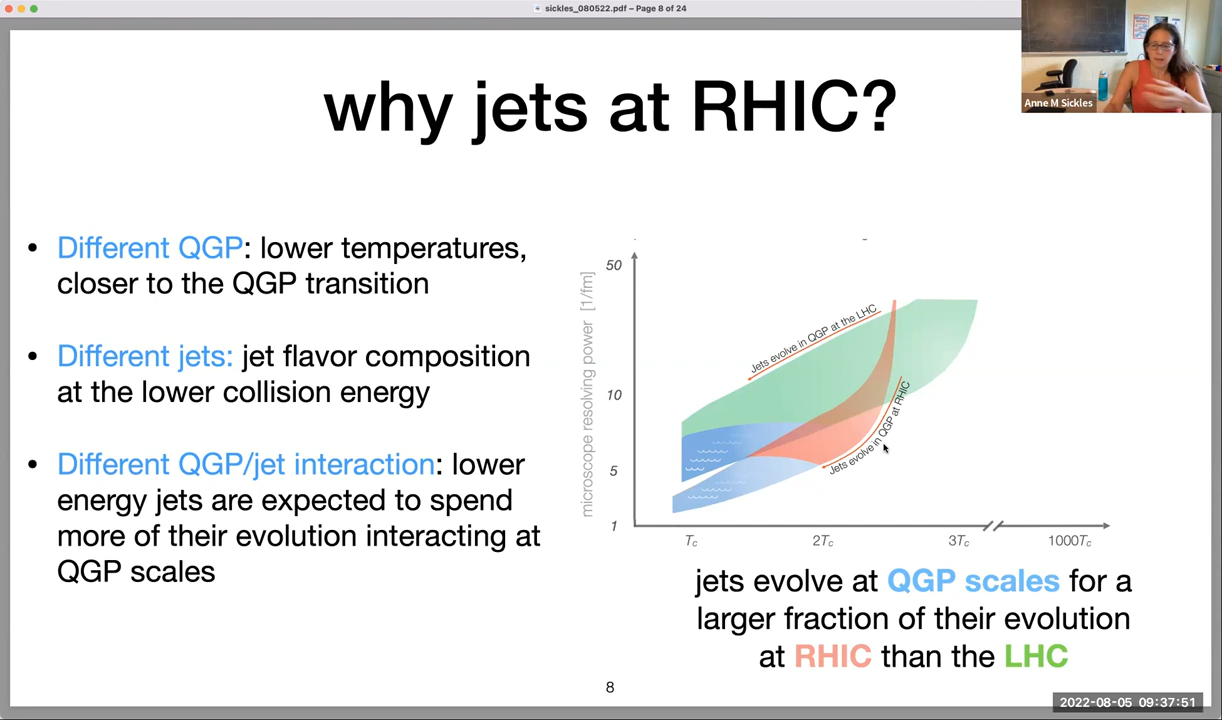 sickles_080522.pdf – Page 8 of 24
Anne M Sickles
why jets at RHIC?
• Different QGP: lower temperatures,
closer to the QGP transition
• Different jets: jet flavor composition
at the lower collision energy
• Different QGP/jet interaction: lower
energy jets are expected to spend
more of their evolution interacting at
QGP scales
microscope resolving power [1/fm]
50
10
5
1
Jets evolve in QGP at the LHC
Jets evolve in QGP at RHIC
Tc
2Tc
3Tc
1000Tc
jets evolve at QGP scales for a
larger fraction of their evolution
at RHIC than the LHC
8
2022-08-05 09:37:51